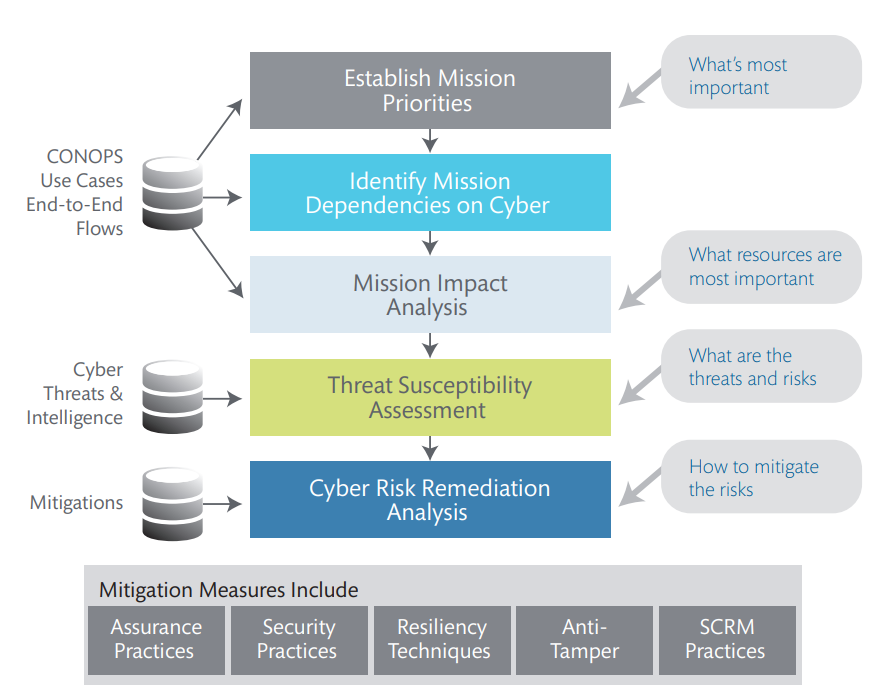 Establish Mission
Priorities
What's most
important
CONOPS
Use Cases
End-to-End
Flows
Identify Mission
Dependencies on Cyber
Mission Impact
Analysis
What resources are
most important
Cyber
Threats &
Intelligence
Threat Susceptibility
Assessment
What are the
threats and risks
Mitigations
Cyber Risk Remediation
Analysis
How to mitigate
the risks
Mitigation Measures Include
Assurance
Practices
Security
Practices
Resiliency
Techniques
Anti-
Tamper
SCRM
Practices